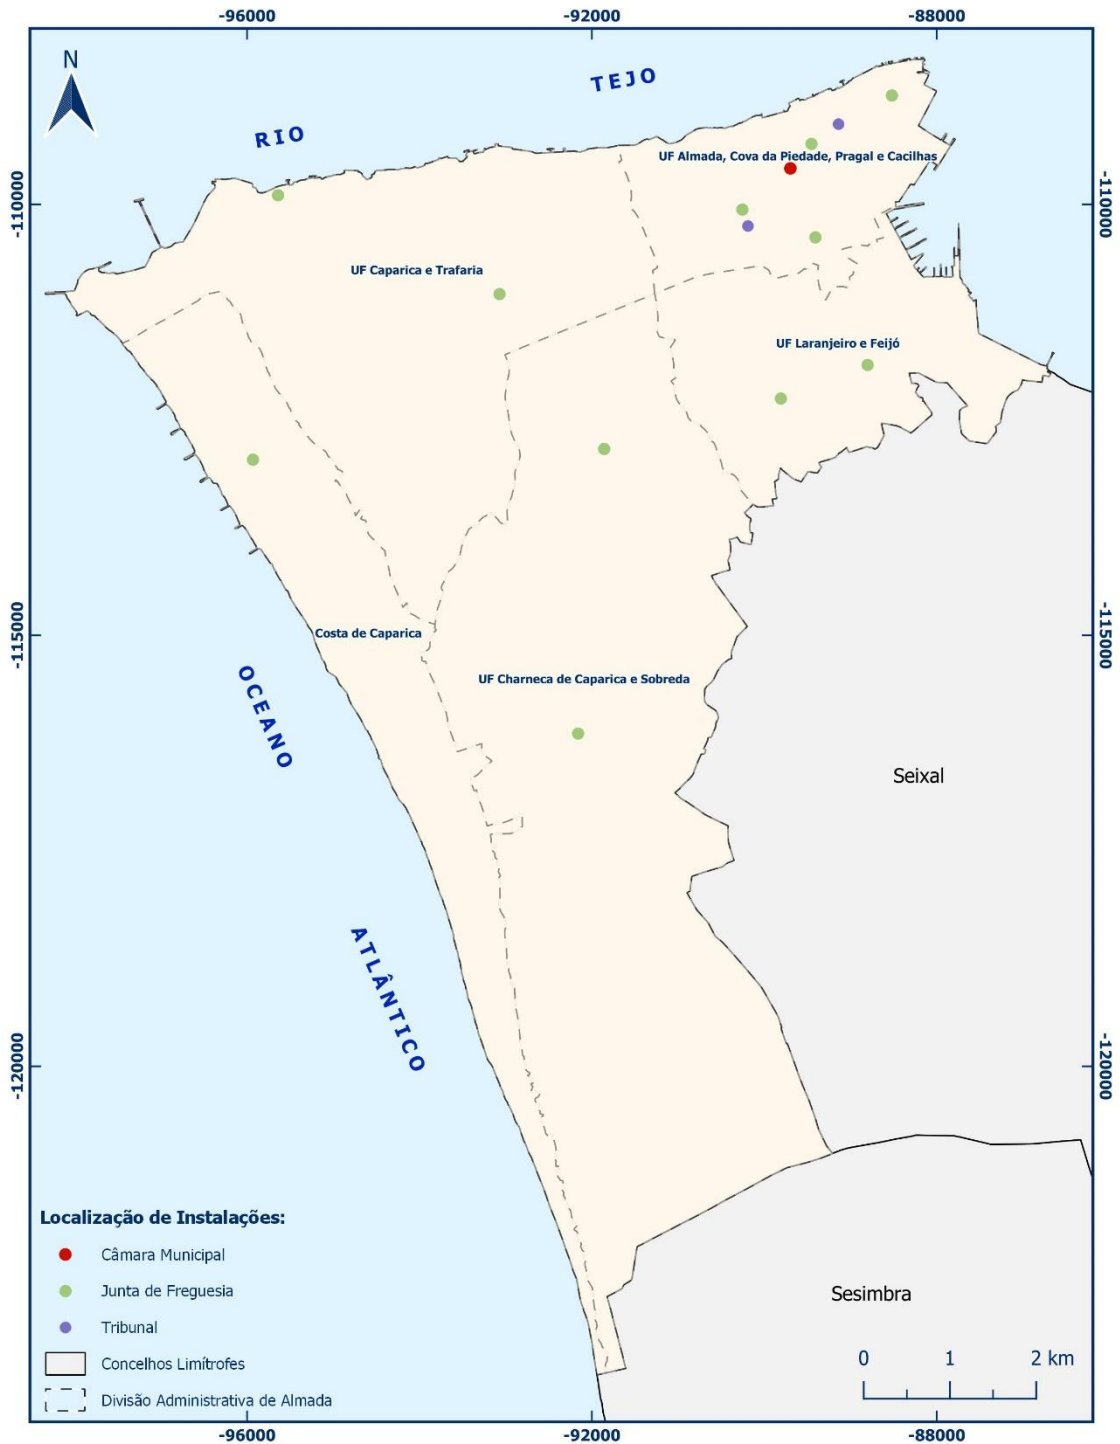 -96000
-92000
-88000
N
RIO
TEJO
UF Almada, Cova da Piedade, Pragal e Cacilhas
-110000
-110000
UF Caparica e Trafaria
UF Laranjeiro e Feijó
-115000
-115000
Costa de Caparica
UF Charneca de Caparica e Sobreda
OCEANO
Seixal
ATLÂNTICO
-120000
-120000
Localização de Instalações:
Câmara Municipal
Junta de Freguesia
Tribunal
Concelhos Limítrofes
Divisão Administrativa de Almada
Sesimbra
0 1 2 km
-96000
-92000
-88000